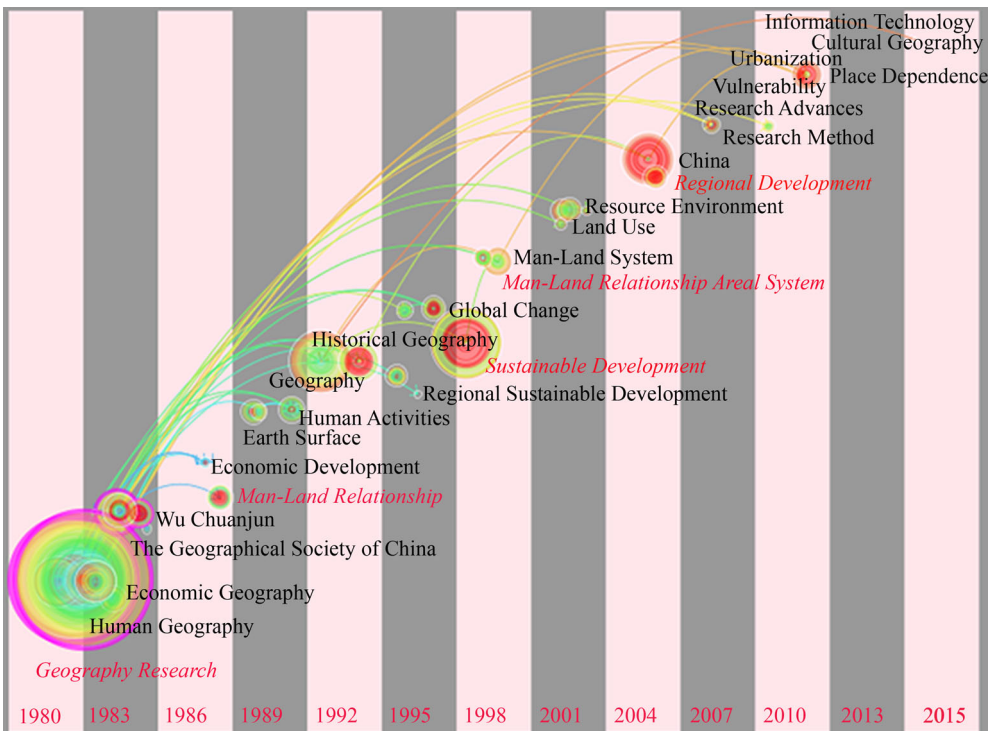 Information Technology
Cultural Geography
Urbanization
Place Dependence
Vulnerability
Research Advances
Research Method
China
Regional Development
Resource Environment
Land Use
Man-Land System
Man-Land Relationship Areal System
Global Change
Historical Geography
Sustainable Development
Geography
Regional Sustainable Development
Human Activities
Earth Surface
Economic Development
Man-Land Relationship
Wu Chuanjun
The Geographical Society of China
Economic Geography
Human Geography
Geography Research
1980 1983 1986 1989 1992 1995 1998 2001 2004 2007 2010 2013 2015